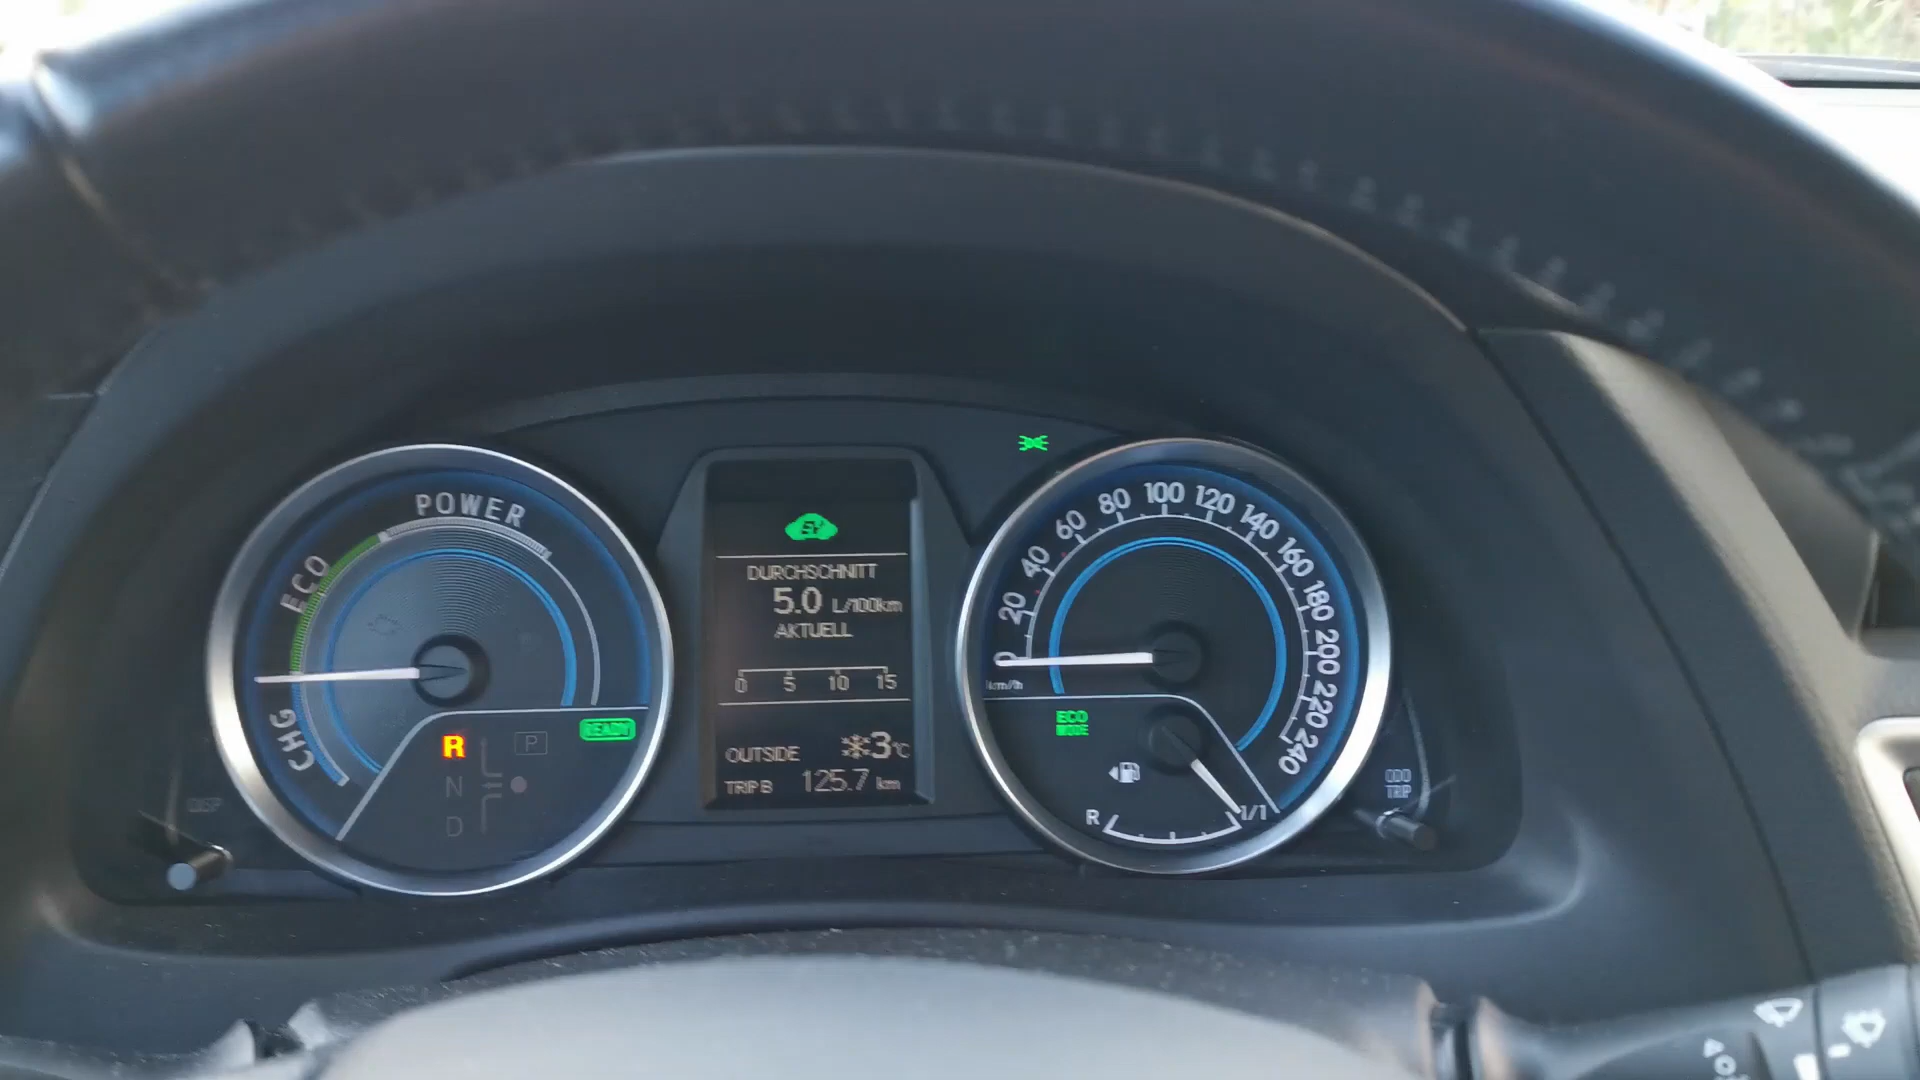 POWER
ECO
CHG
R
N
D
P
READY
DISP
EV
DURCHSCHNITT
5.0 L/100km
AKTUELL
0 5 10 15
OUTSIDE 3°C
TRIP B 125.7 km
0 20 40 60 80 100 120 140 160 180 200 220 240
km/h
ECO
MODE
R 1/1
ODO
TRIP